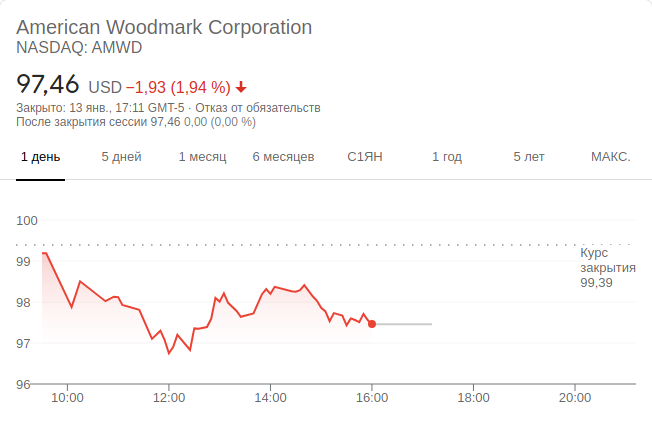 American Woodmark Corporation
NASDAQ: AMWD
97,46 USD −1,93 (1,94 %)
Закрыто: 13 янв., 17:11 GMT-5 · Отказ от обязательств
После закрытия сессии 97,46 0,00 (0,00 %)
1 день 5 дней 1 месяц 6 месяцев С1ЯН 1 год 5 лет МАКС.
100
99
98
97
96
Курс
закрытия
99,39
10:00 12:00 14:00 16:00 18:00 20:00